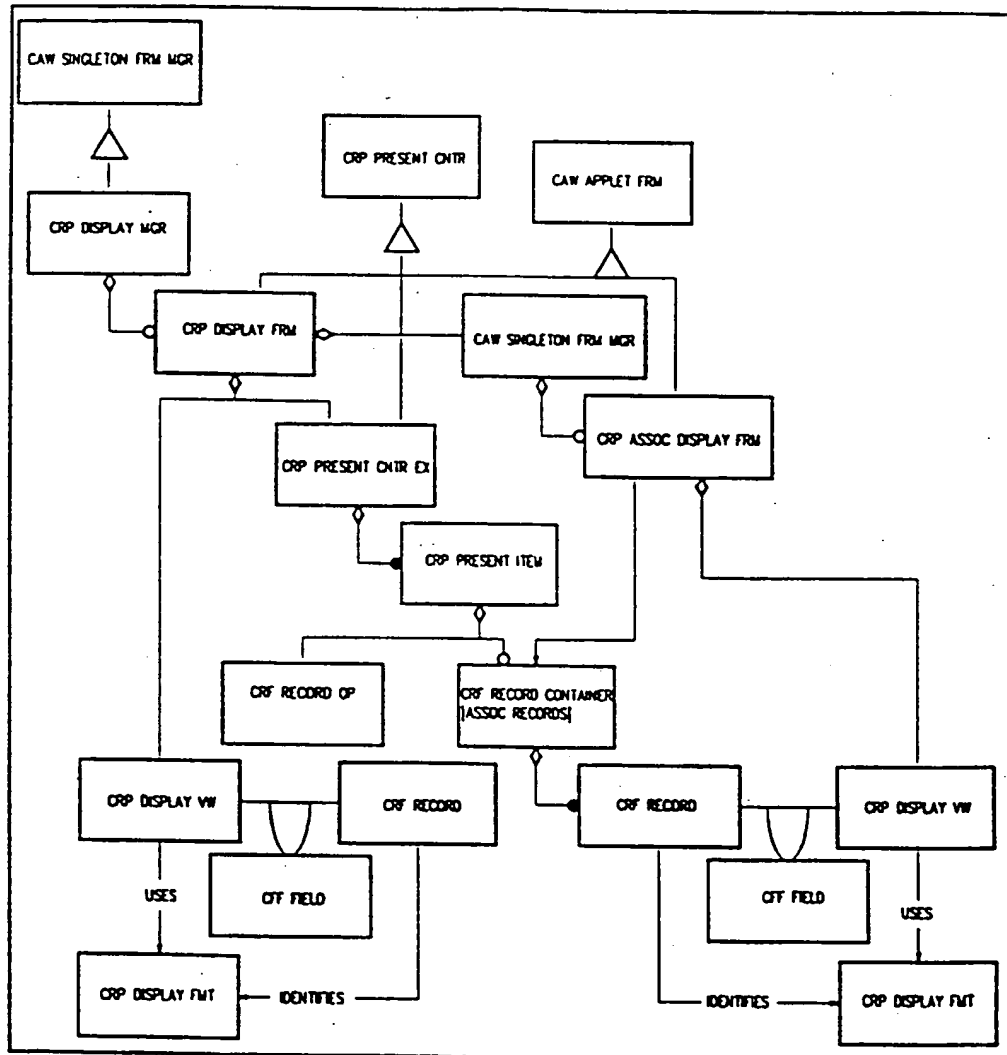 CAW SINGLETON FRM MGR
CRP PRESENT CNTR
CAW APPLET FRM
CRP DISPLAY MGR
CRP DISPLAY FRM
CAW SINGLETON FRM MGR
CRP ASSOC DISPLAY FRM
CRP PRESENT CNTR EX
CRP PRESENT ITEM
CRF RECORD OP
CRF RECORD CONTAINER
]ASSOC RECORDS[
CRP DISPLAY VW
CRF RECORD
CRF RECORD
CRP DISPLAY VW
CFF FIELD
CFF FIELD
USES
USES
CRP DISPLAY FMT
IDENTIFIES
IDENTIFIES
CRP DISPLAY FMT